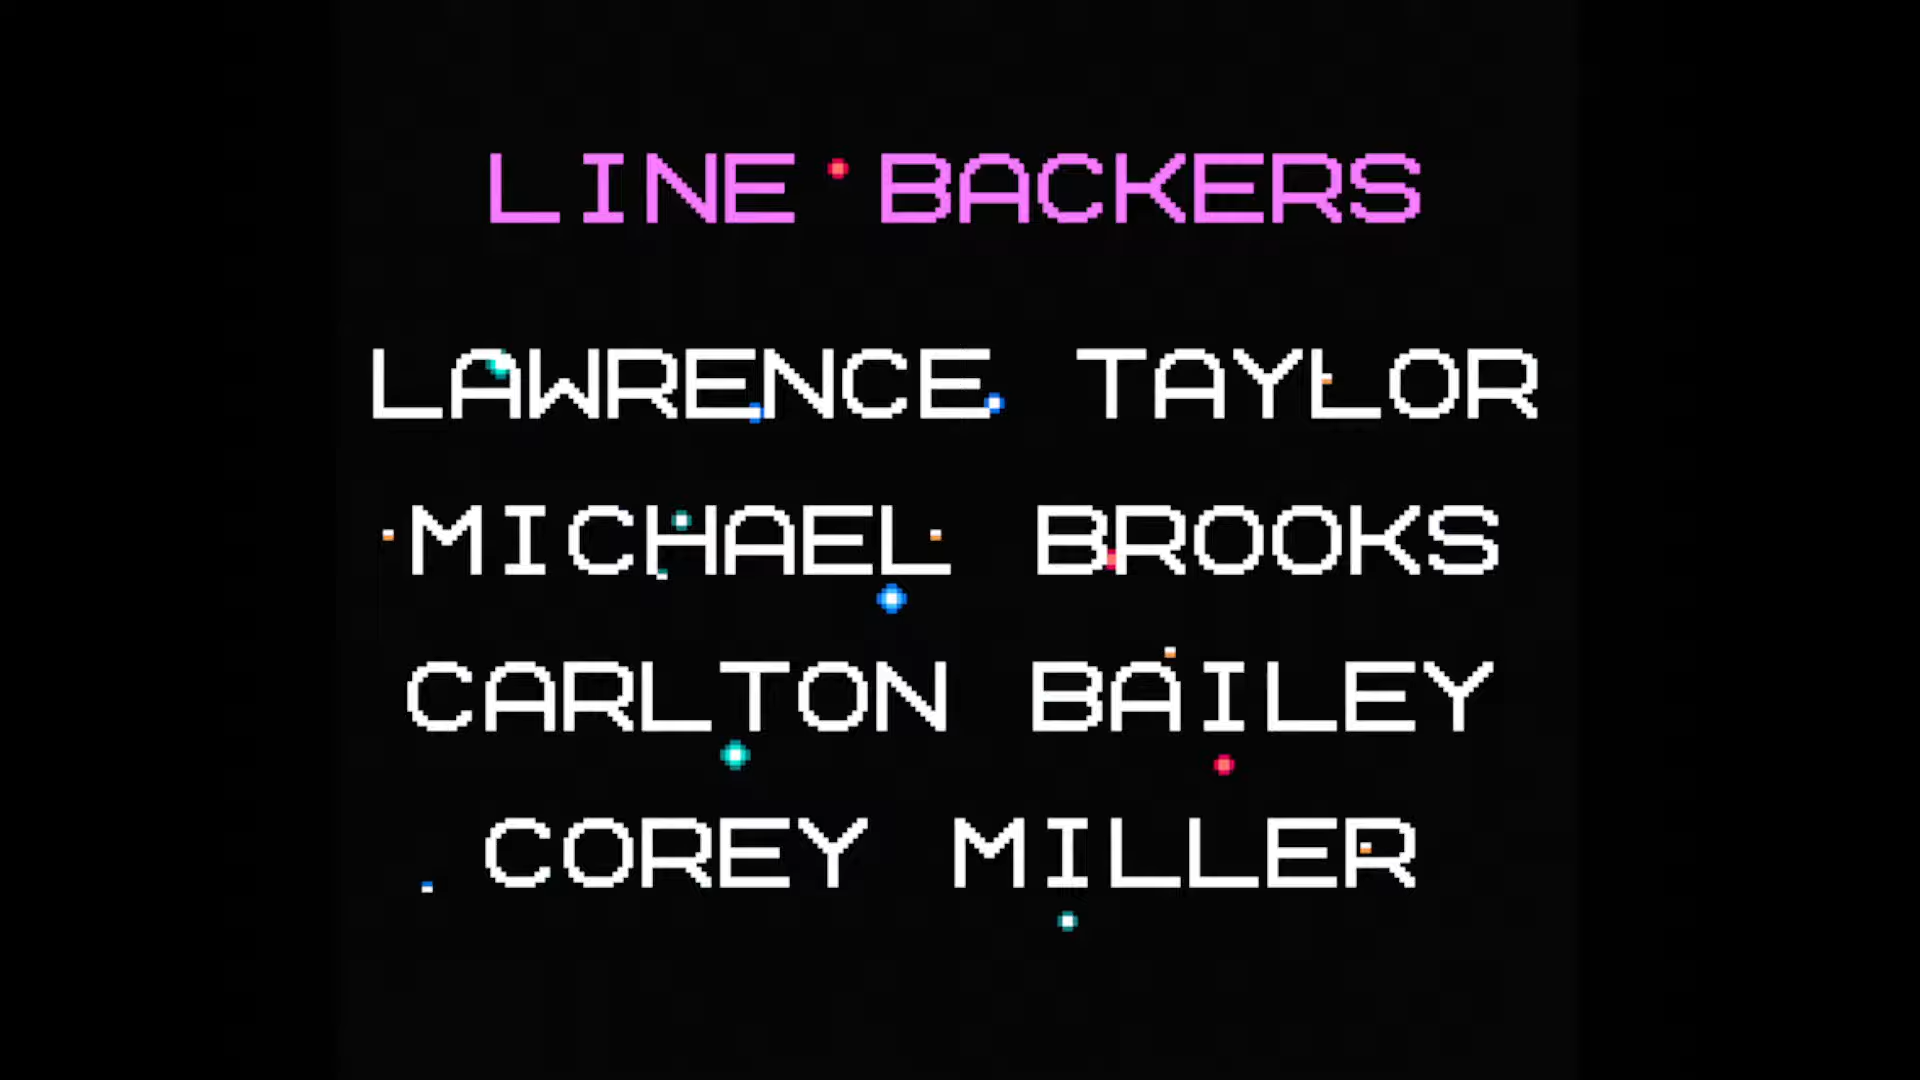 LINE BACKERS
LAWRENCE TAYLOR
MICHAEL BROOKS
CARLTON BAILEY
COREY MILLER